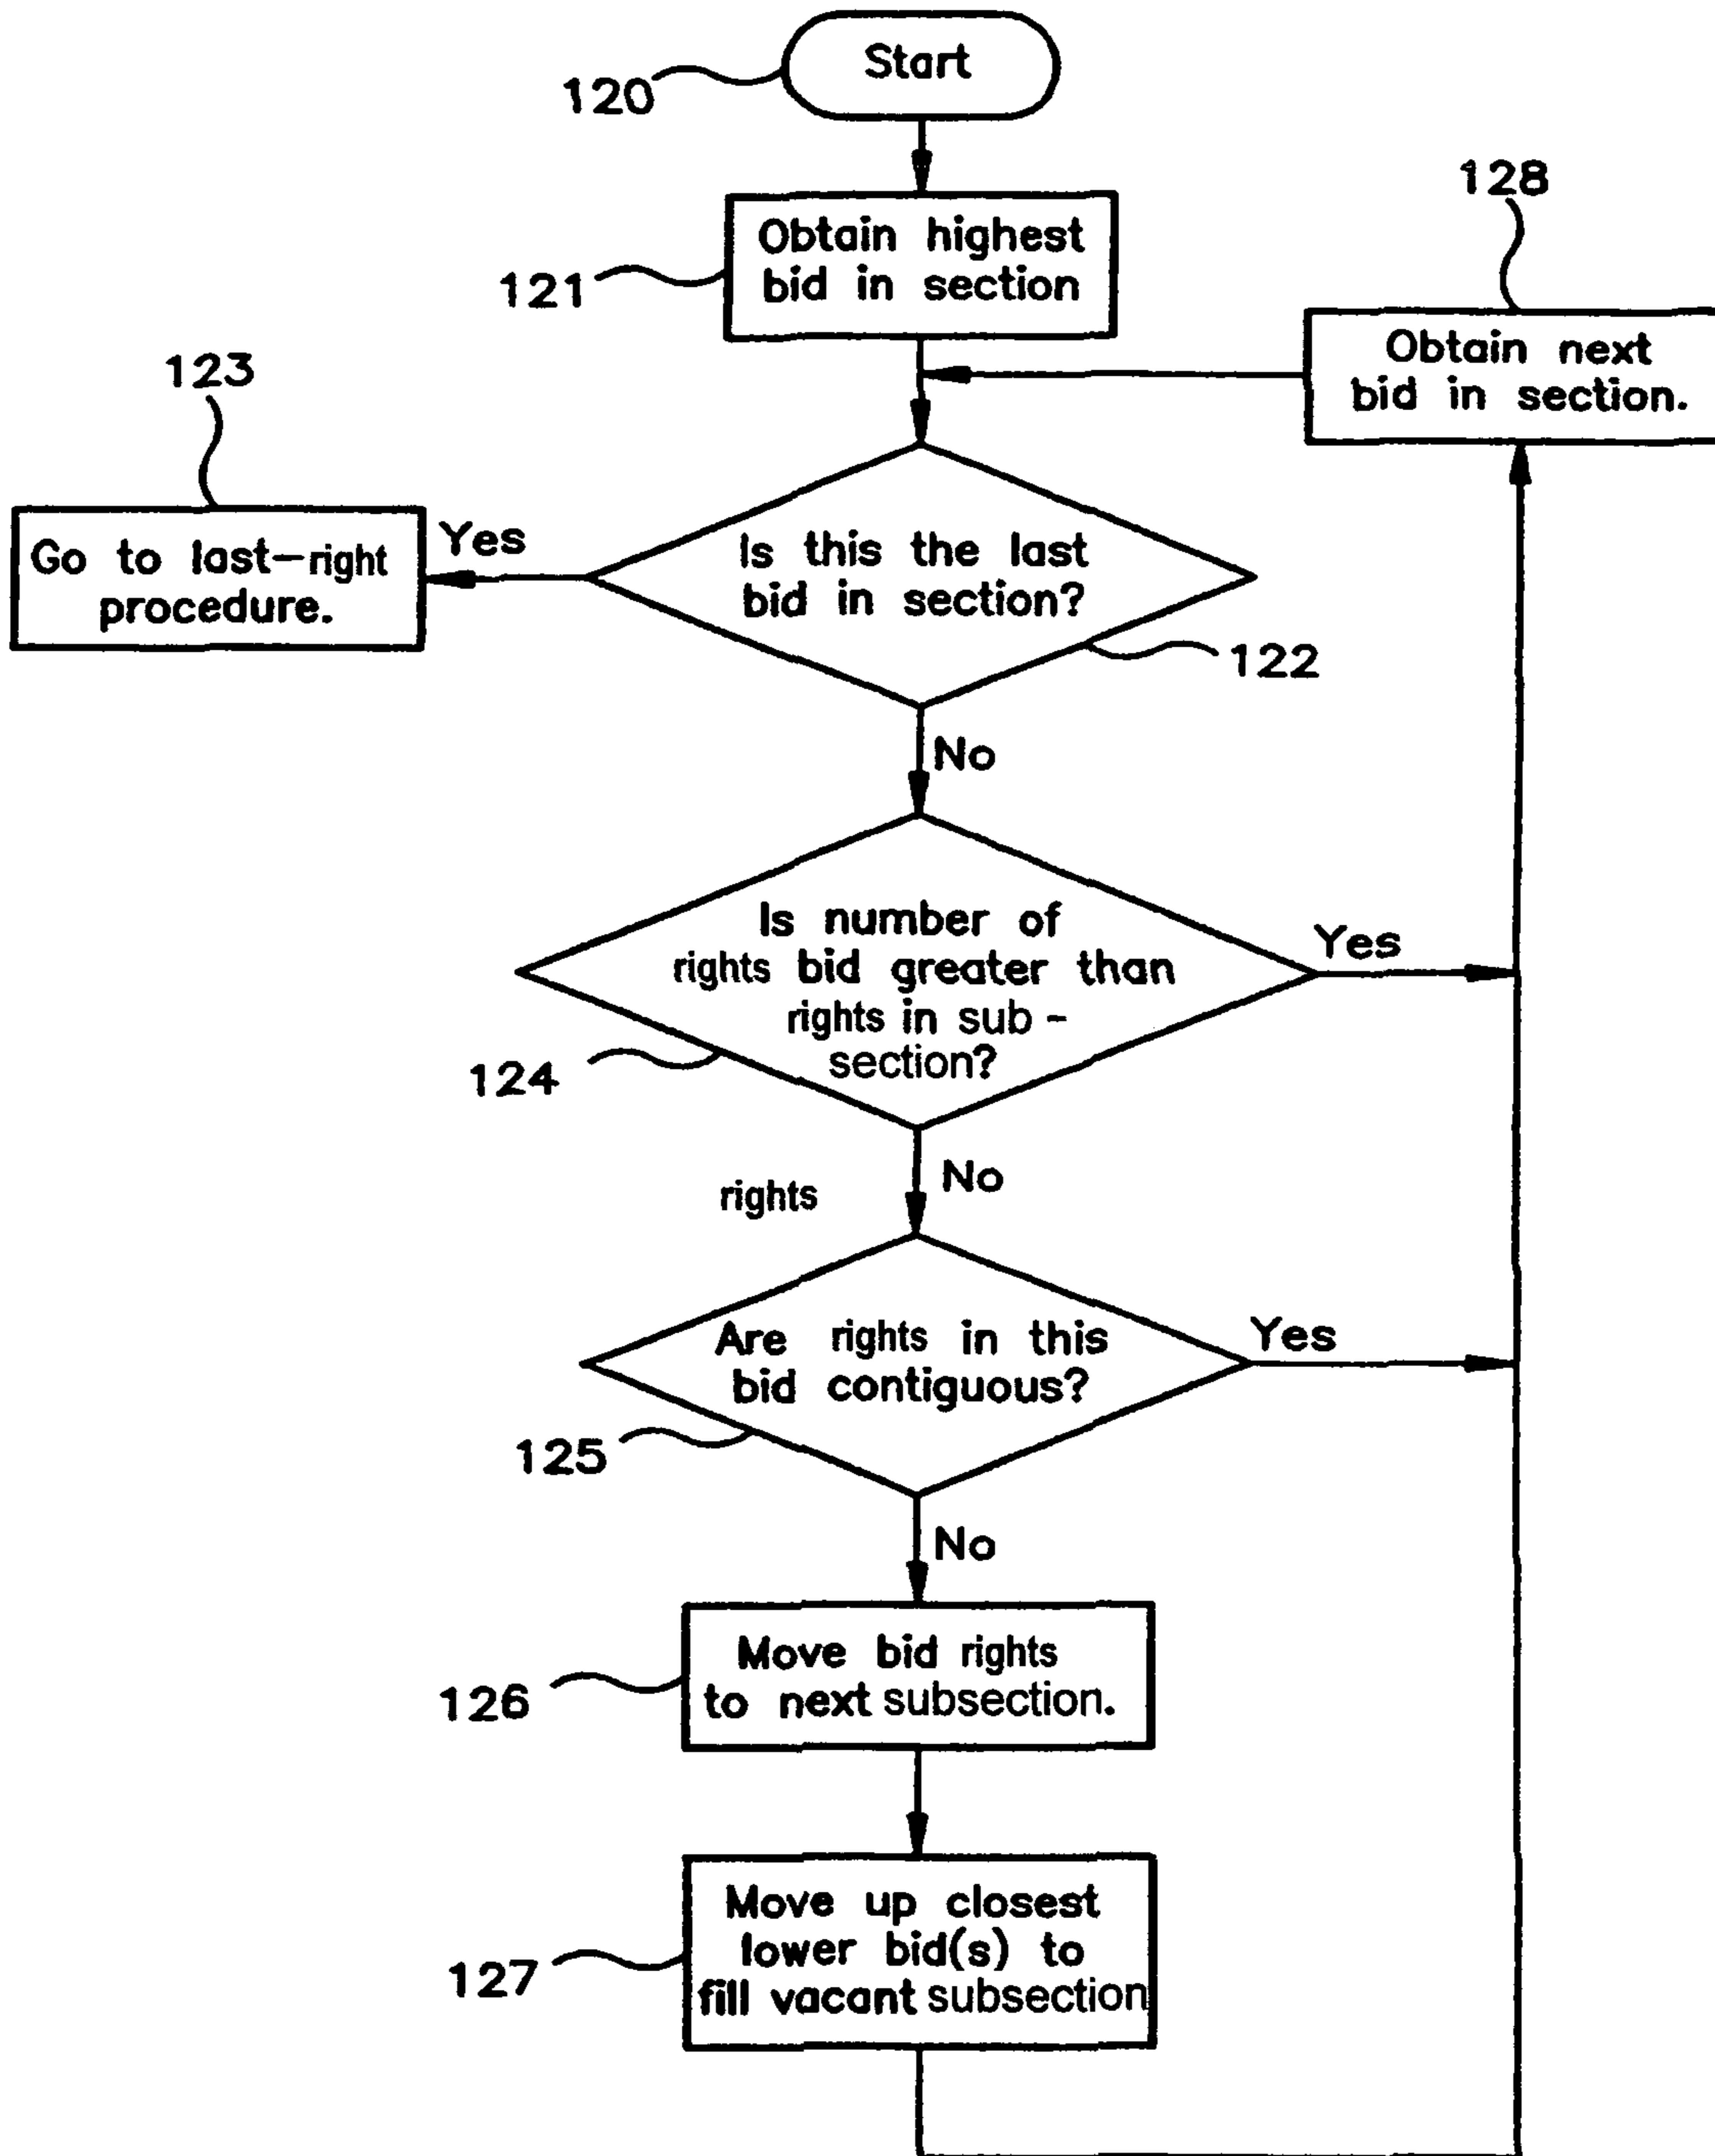 Start
120
Obtain highest
bid in section
121
128
Obtain next
bid in section.
123
Go to last-right
procedure.
Yes
Is this the last
bid in section?
122
No
Is number of
rights bid greater than
rights in sub-
section?
Yes
124
No
rights
Are rights in this
bid contiguous?
Yes
125
No
Move bid rights
to next subsection.
126
Move up closest
lower bid(s) to
fill vacant subsection
127